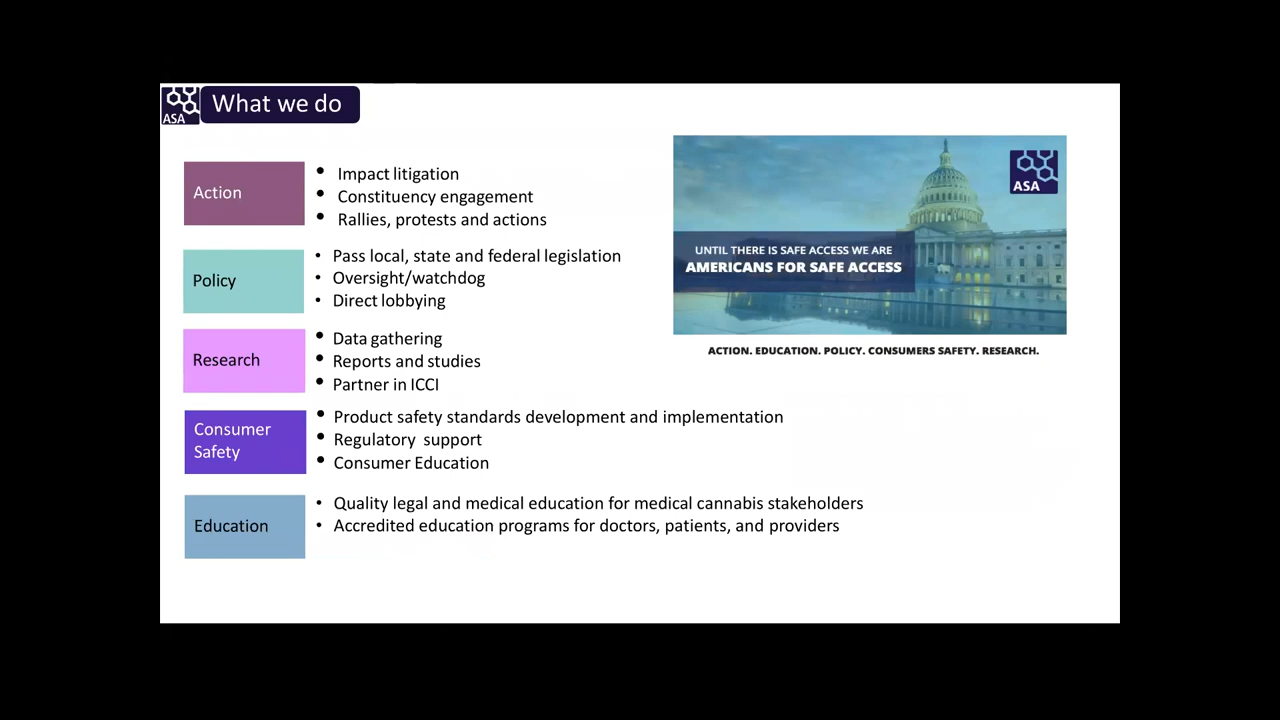 ASA
What we do
Action
Impact litigation
Constituency engagement
Rallies, protests and actions
Policy
Pass local, state and federal legislation
Oversight/watchdog
Direct lobbying
Research
Data gathering
Reports and studies
Partner in ICCI
Consumer
Safety
Product safety standards development and implementation
Regulatory support
Consumer Education
Education
Quality legal and medical education for medical cannabis stakeholders
Accredited education programs for doctors, patients, and providers
ASA
UNTIL THERE IS SAFE ACCESS WE ARE
AMERICANS FOR SAFE ACCESS
ACTION. EDUCATION. POLICY. CONSUMERS SAFETY. RESEARCH.